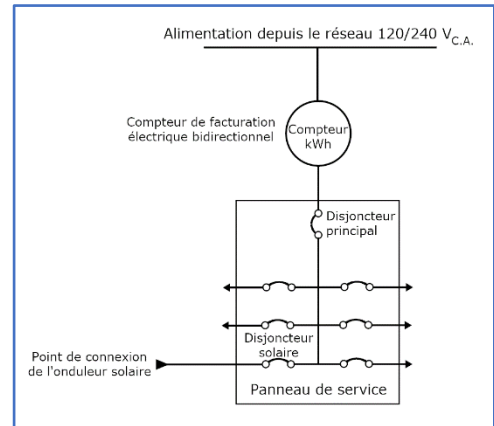 Alimentation depuis le réseau 120/240 V C.A.
Compteur de facturation
électrique bidirectionnel
Compteur
kWh
Disjoncteur
principal
Disjoncteur
solaire
Point de connexion
de l'onduleur solaire
Panneau de service